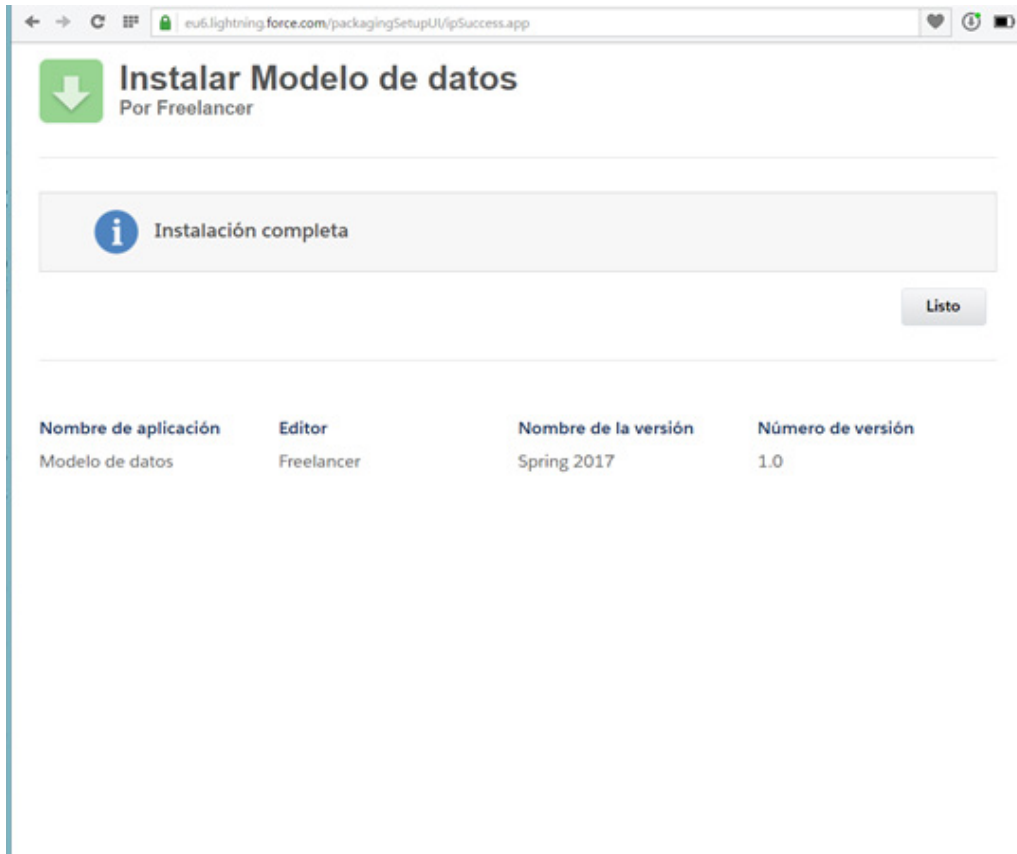 eu6.lightning.force.com/packagingSetupUI/ipSuccess.app
Instalar Modelo de datos
Por Freelancer
Instalación completa
Listo
Nombre de aplicación Editor Nombre de la versión Número de versión
Modelo de datos Freelancer Spring 2017 1.0